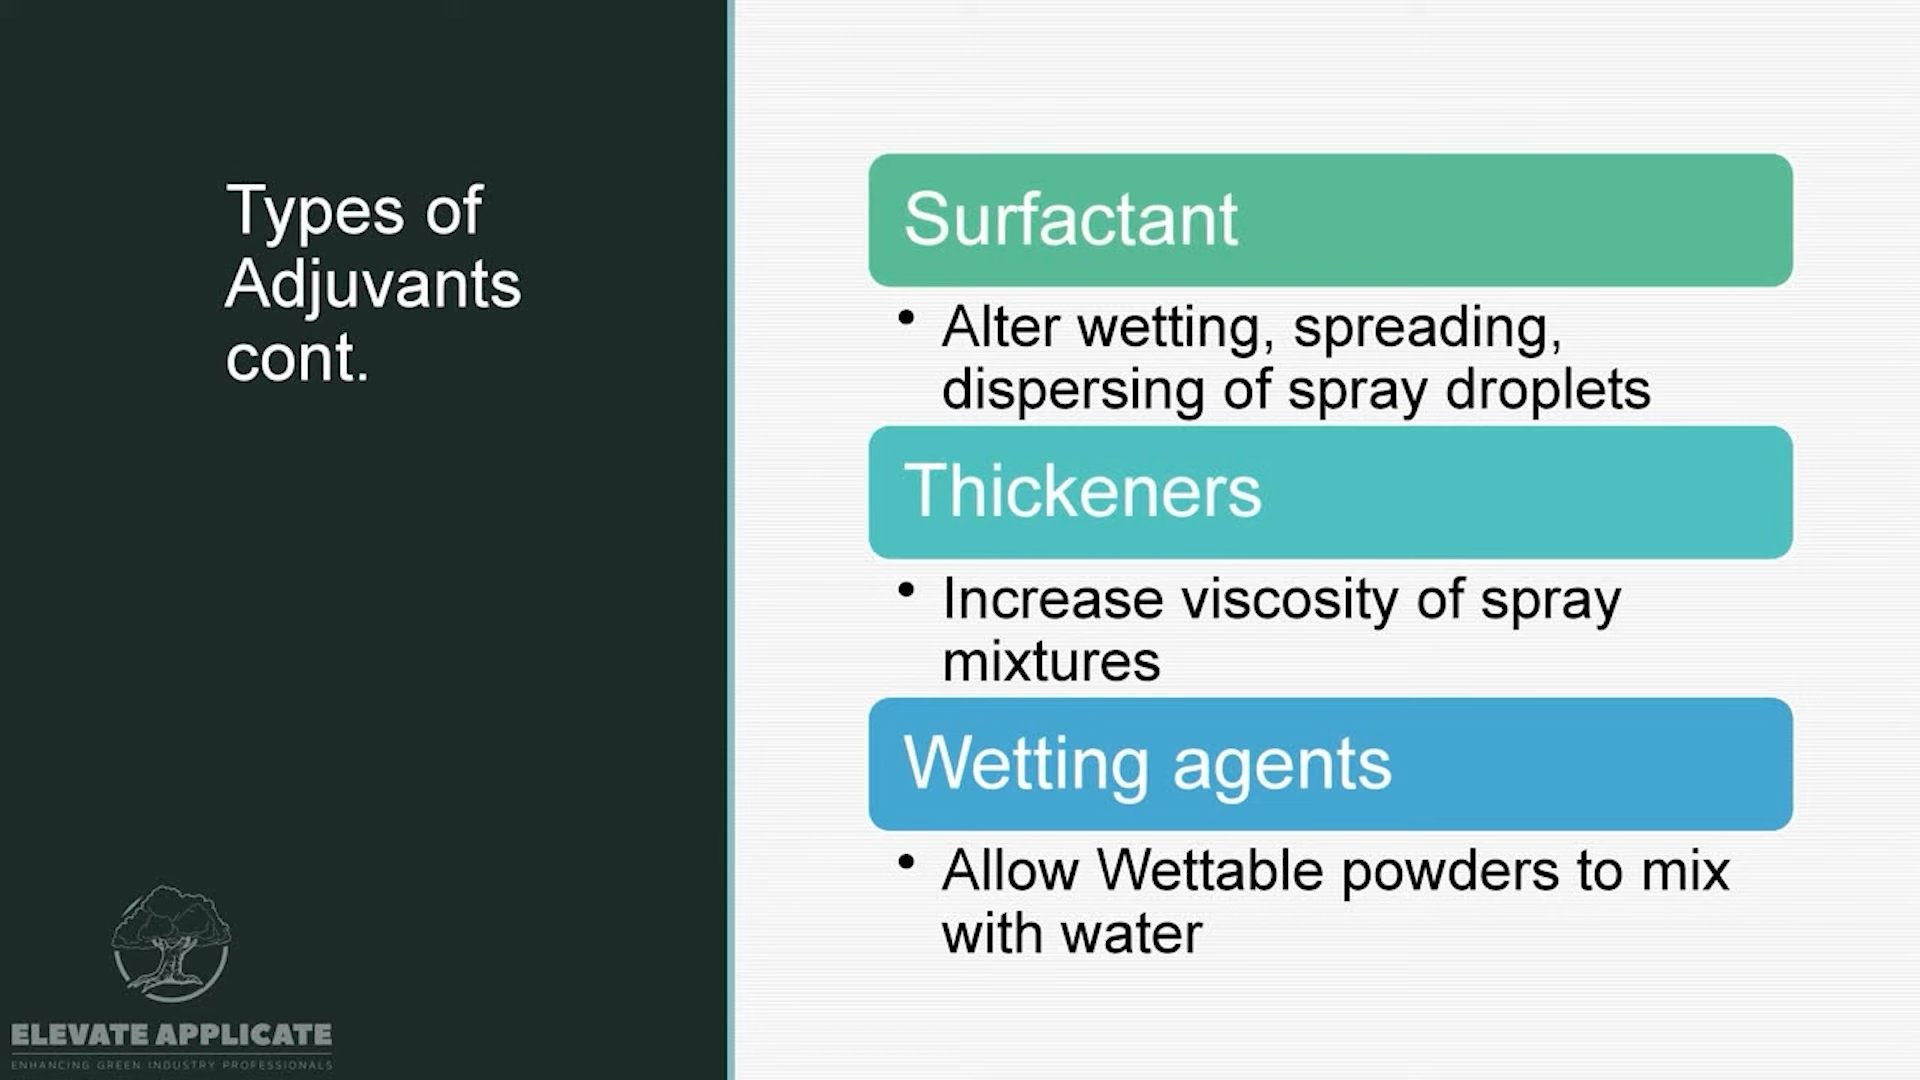 Types of
Adjuvants
cont.
Surfactant
• Alter wetting, spreading,
dispersing of spray droplets
Thickeners
• Increase viscosity of spray
mixtures
Wetting agents
• Allow Wettable powders to mix
with water
ELEVATE APPLICATE
ENHANCING GREEN INDUSTRY PROFESSIONALS